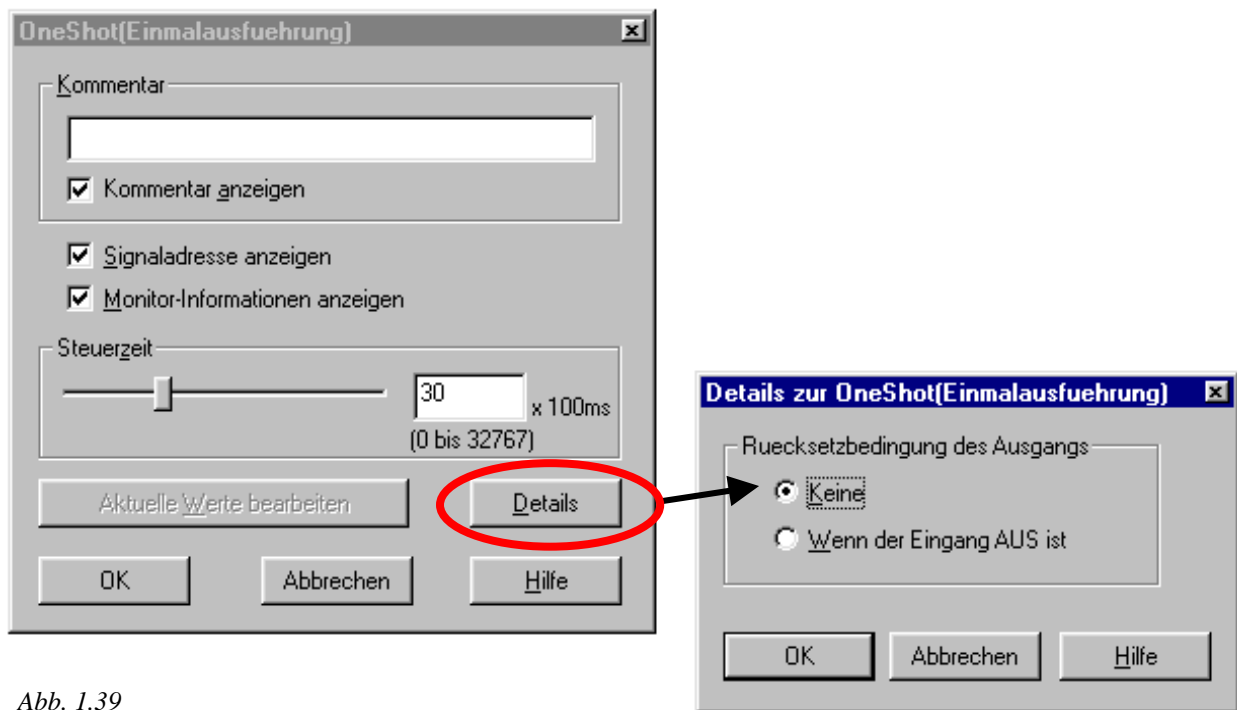 OneShot(Einmalausfuehrung)
Kommentar
Kommentar anzeigen
Signaladresse anzeigen
Monitor-Informationen anzeigen
Steuerzeit
30
x 100ms
(0 bis 32767)
Aktuelle Werte bearbeiten
Details
OK
Abbrechen
Hilfe
Details zur OneShot(Einmalausfuehrung)
Ruecksetzbedingung des Ausgangs
Keine
Wenn der Eingang AUS ist
OK
Abbrechen
Hilfe
Abb. 1.39